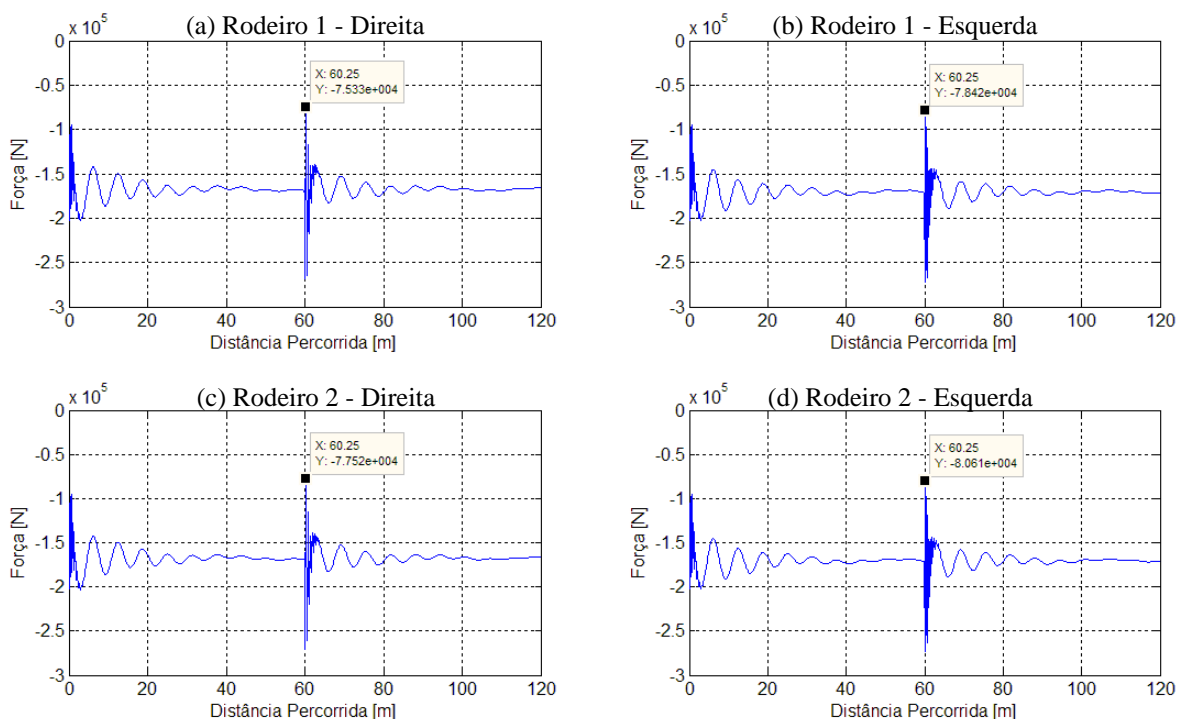 (a) Rodeiro 1 - Direita
x 10^5
0
-0.5
-1
-1.5
-2
-2.5
-3
Força [N]
X: 60.25
Y: -7.533e+004
0 20 40 60 80 100 120
Distância Percorrida [m]
(b) Rodeiro 1 - Esquerda
x 10^5
0
-0.5
-1
-1.5
-2
-2.5
-3
Força [N]
X: 60.25
Y: -7.842e+004
0 20 40 60 80 100 120
Distância Percorrida [m]
(c) Rodeiro 2 - Direita
x 10^5
0
-0.5
-1
-1.5
-2
-2.5
-3
Força [N]
X: 60.25
Y: -7.752e+004
0 20 40 60 80 100 120
Distância Percorrida [m]
(d) Rodeiro 2 - Esquerda
x 10^5
0
-0.5
-1
-1.5
-2
-2.5
-3
Força [N]
X: 60.25
Y: -8.061e+004
0 20 40 60 80 100 120
Distância Percorrida [m]